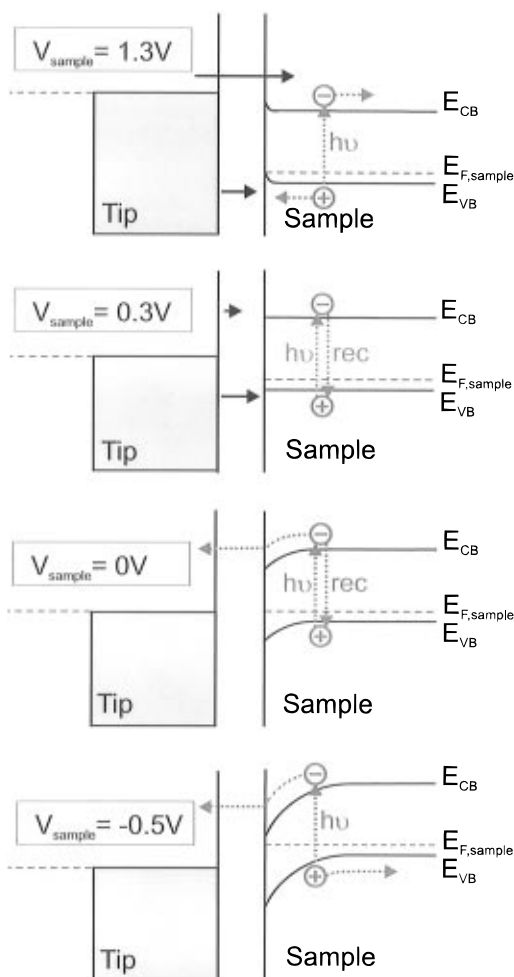 V_sample= 1.3V
E_CB
hυ
E_F,sample
E_VB
Tip
Sample
V_sample= 0.3V
E_CB
hυ rec
E_F,sample
E_VB
Tip
Sample
V_sample= 0V
E_CB
hυ rec
E_F,sample
E_VB
Tip
Sample
V_sample= -0.5V
E_CB
hυ
E_F,sample
E_VB
Tip
Sample